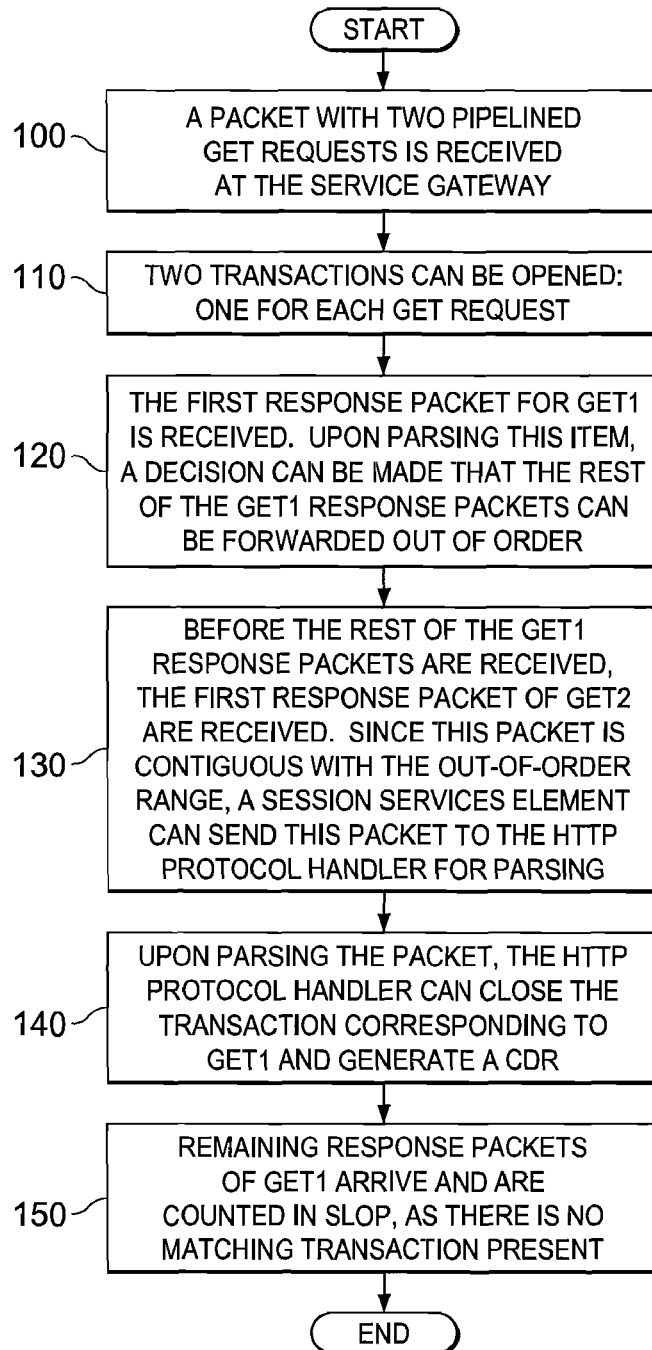 START
100
A PACKET WITH TWO PIPELINED
GET REQUESTS IS RECEIVED
AT THE SERVICE GATEWAY
110
TWO TRANSACTIONS CAN BE OPENED:
ONE FOR EACH GET REQUEST
120
THE FIRST RESPONSE PACKET FOR GET1
IS RECEIVED. UPON PARSING THIS ITEM,
A DECISION CAN BE MADE THAT THE REST
OF THE GET1 RESPONSE PACKETS CAN
BE FORWARDED OUT OF ORDER
130
BEFORE THE REST OF THE GET1
RESPONSE PACKETS ARE RECEIVED,
THE FIRST RESPONSE PACKET OF GET2
ARE RECEIVED. SINCE THIS PACKET IS
CONTIGUOUS WITH THE OUT-OF-ORDER
RANGE, A SESSION SERVICES ELEMENT
CAN SEND THIS PACKET TO THE HTTP
PROTOCOL HANDLER FOR PARSING
140
UPON PARSING THE PACKET, THE HTTP
PROTOCOL HANDLER CAN CLOSE THE
TRANSACTION CORRESPONDING TO
GET1 AND GENERATE A CDR
150
REMAINING RESPONSE PACKETS
OF GET1 ARRIVE AND ARE
COUNTED IN SLOP, AS THERE IS NO
MATCHING TRANSACTION PRESENT
END